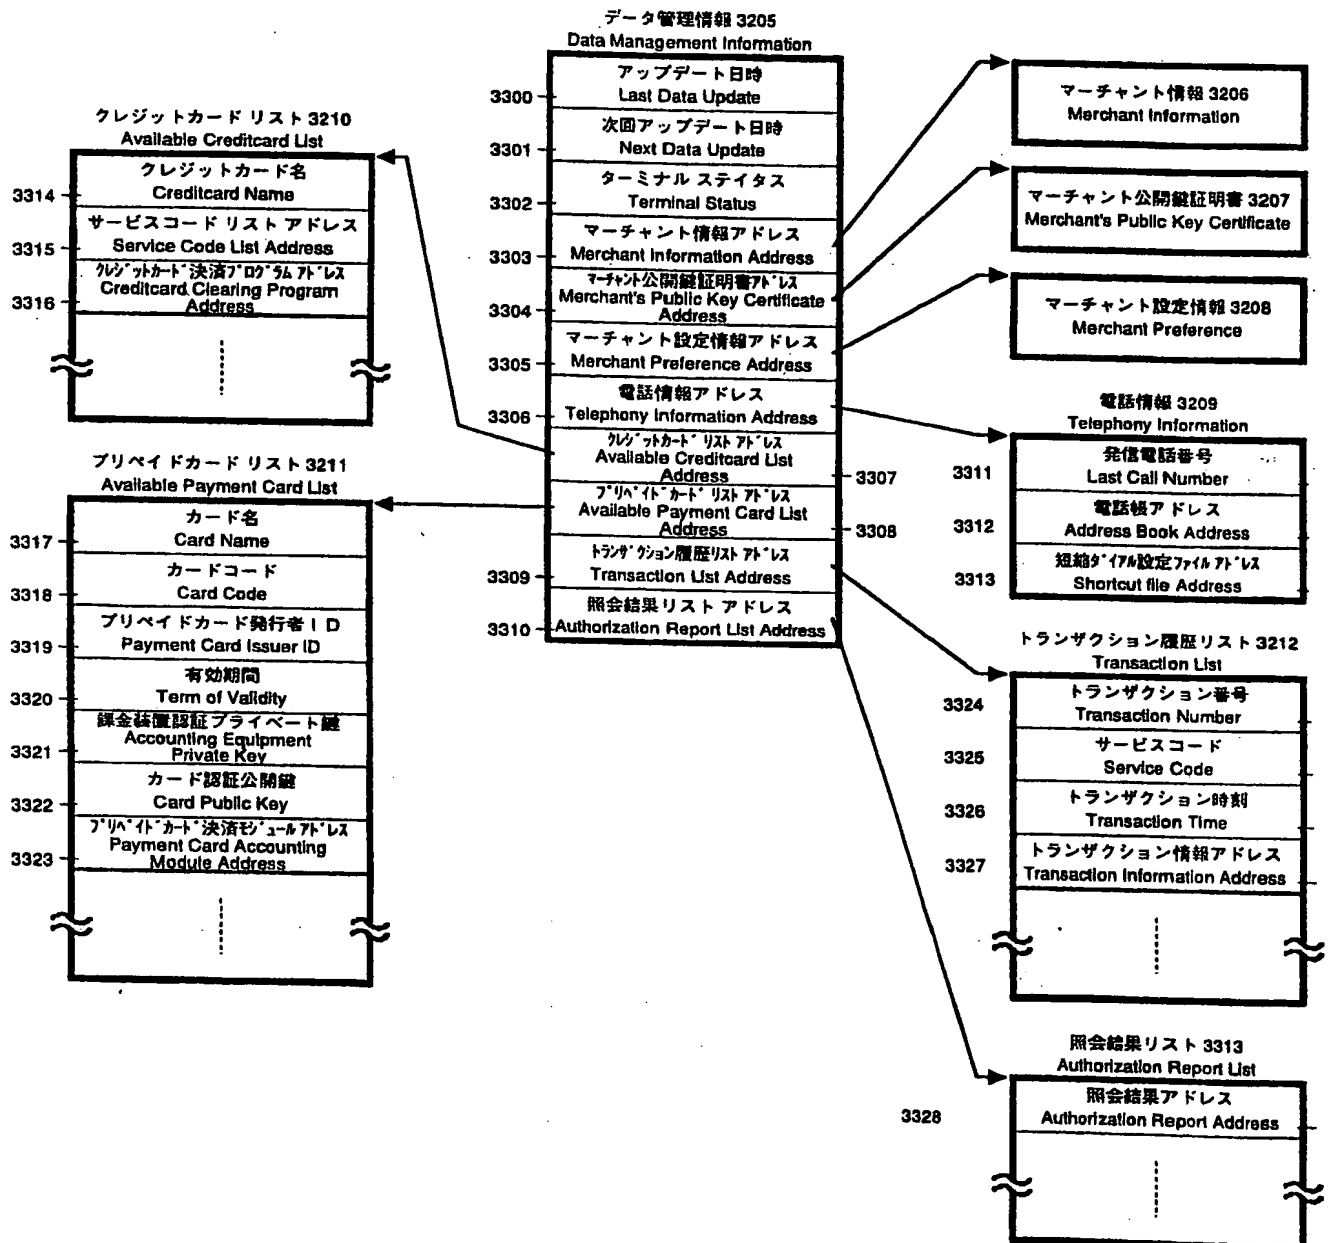 データ管理情報 3205
Data Management Information
3300
アップデート日時
Last Data Update
3301
次回アップデート日時
Next Data Update
3302
ターミナル ステイタス
Terminal Status
3303
マーチャント情報アドレス
Merchant Information Address
3304
マーチャント公開鍵証明書アドレス
Merchant's Public Key Certificate
Address
3305
マーチャント設定情報アドレス
Merchant Preference Address
3306
電話情報アドレス
Telephony Information Address
クレジットカード リスト アドレス
Available Creditcard List
Address
3307
プリペイドカード リスト アドレス
Available Payment Card List
Address
3308
3309
トランザクション履歴リスト アドレス
Transaction List Address
3310
照会結果リスト アドレス
Authorization Report List Address
クレジットカード リスト 3210
Available Creditcard List
3314
クレジットカード名
Creditcard Name
3315
サービスコード リスト アドレス
Service Code List Address
3316
クレジットカード決済プログラム アドレス
Creditcard Clearing Program
Address
プリペイドカード リスト 3211
Available Payment Card List
3317
カード名
Card Name
3318
カードコード
Card Code
3319
プリペイドカード発行者ID
Payment Card Issuer ID
3320
有効期間
Term of Validity
3321
課金装置認証プライベート鍵
Accounting Equipment
Private Key
3322
カード認証公開鍵
Card Public Key
3323
プリペイドカード決済モジュール アドレス
Payment Card Accounting
Module Address
マーチャント情報 3206
Merchant Information
マーチャント公開鍵証明書 3207
Merchant's Public Key Certificate
マーチャント設定情報 3208
Merchant Preference
電話情報 3209
Telephony Information
3311
発信電話番号
Last Call Number
3312
電話帳アドレス
Address Book Address
3313
短縮ダイアル設定ファイル アドレス
Shortcut file Address
トランザクション履歴リスト 3212
Transaction List
3324
トランザクション番号
Transaction Number
3325
サービスコード
Service Code
3326
トランザクション時刻
Transaction Time
3327
トランザクション情報アドレス
Transaction Information Address
照会結果リスト 3313
Authorization Report List
3328
照会結果アドレス
Authorization Report Address